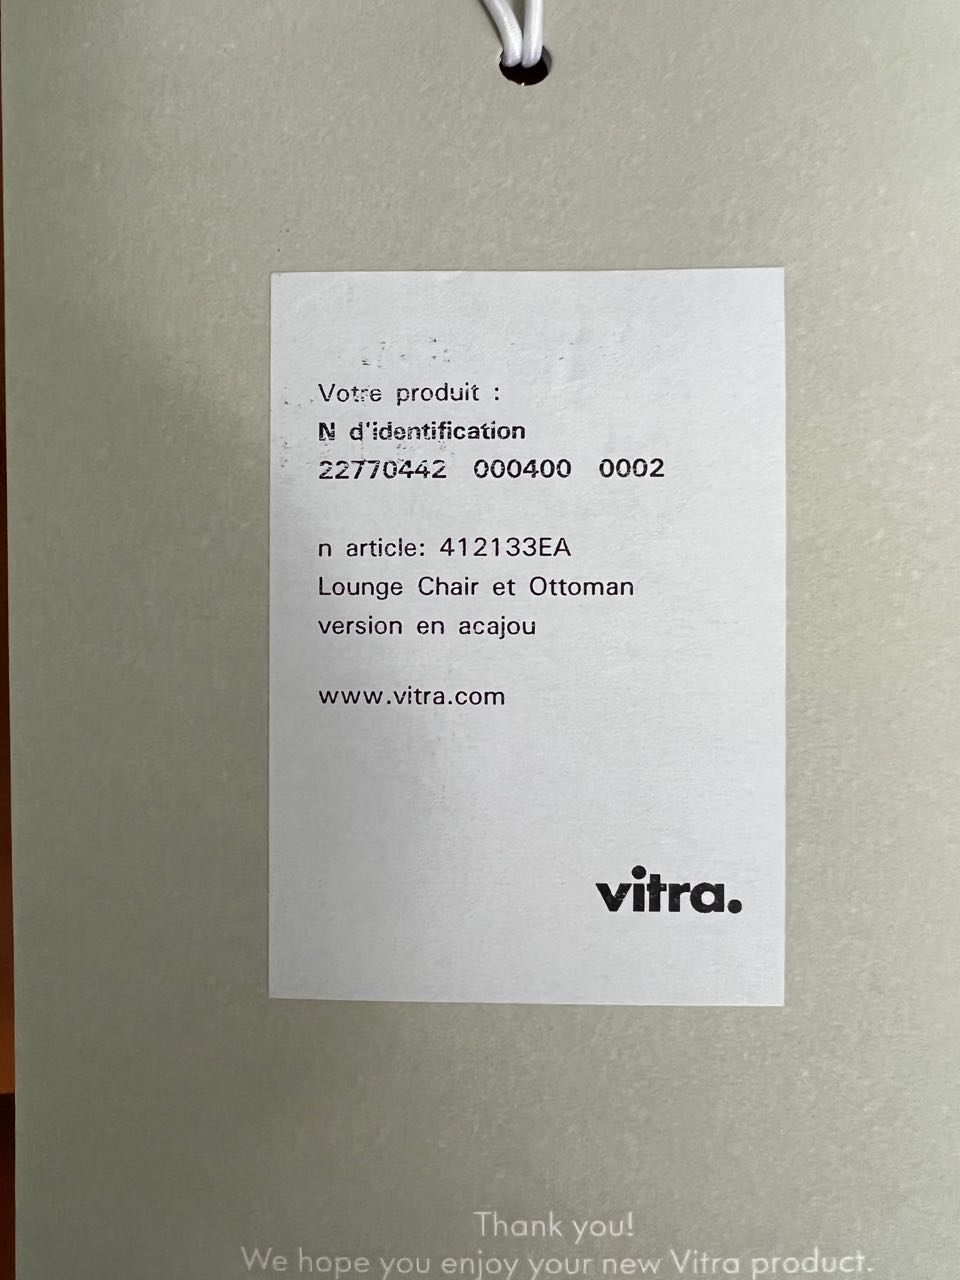 Votre produit :
N d'identification
22770442 000400 0002
n article: 412133EA
Lounge Chair et Ottoman
version en acajou
www.vitra.com
vitra.
Thank you!
We hope you enjoy your new Vitra product.